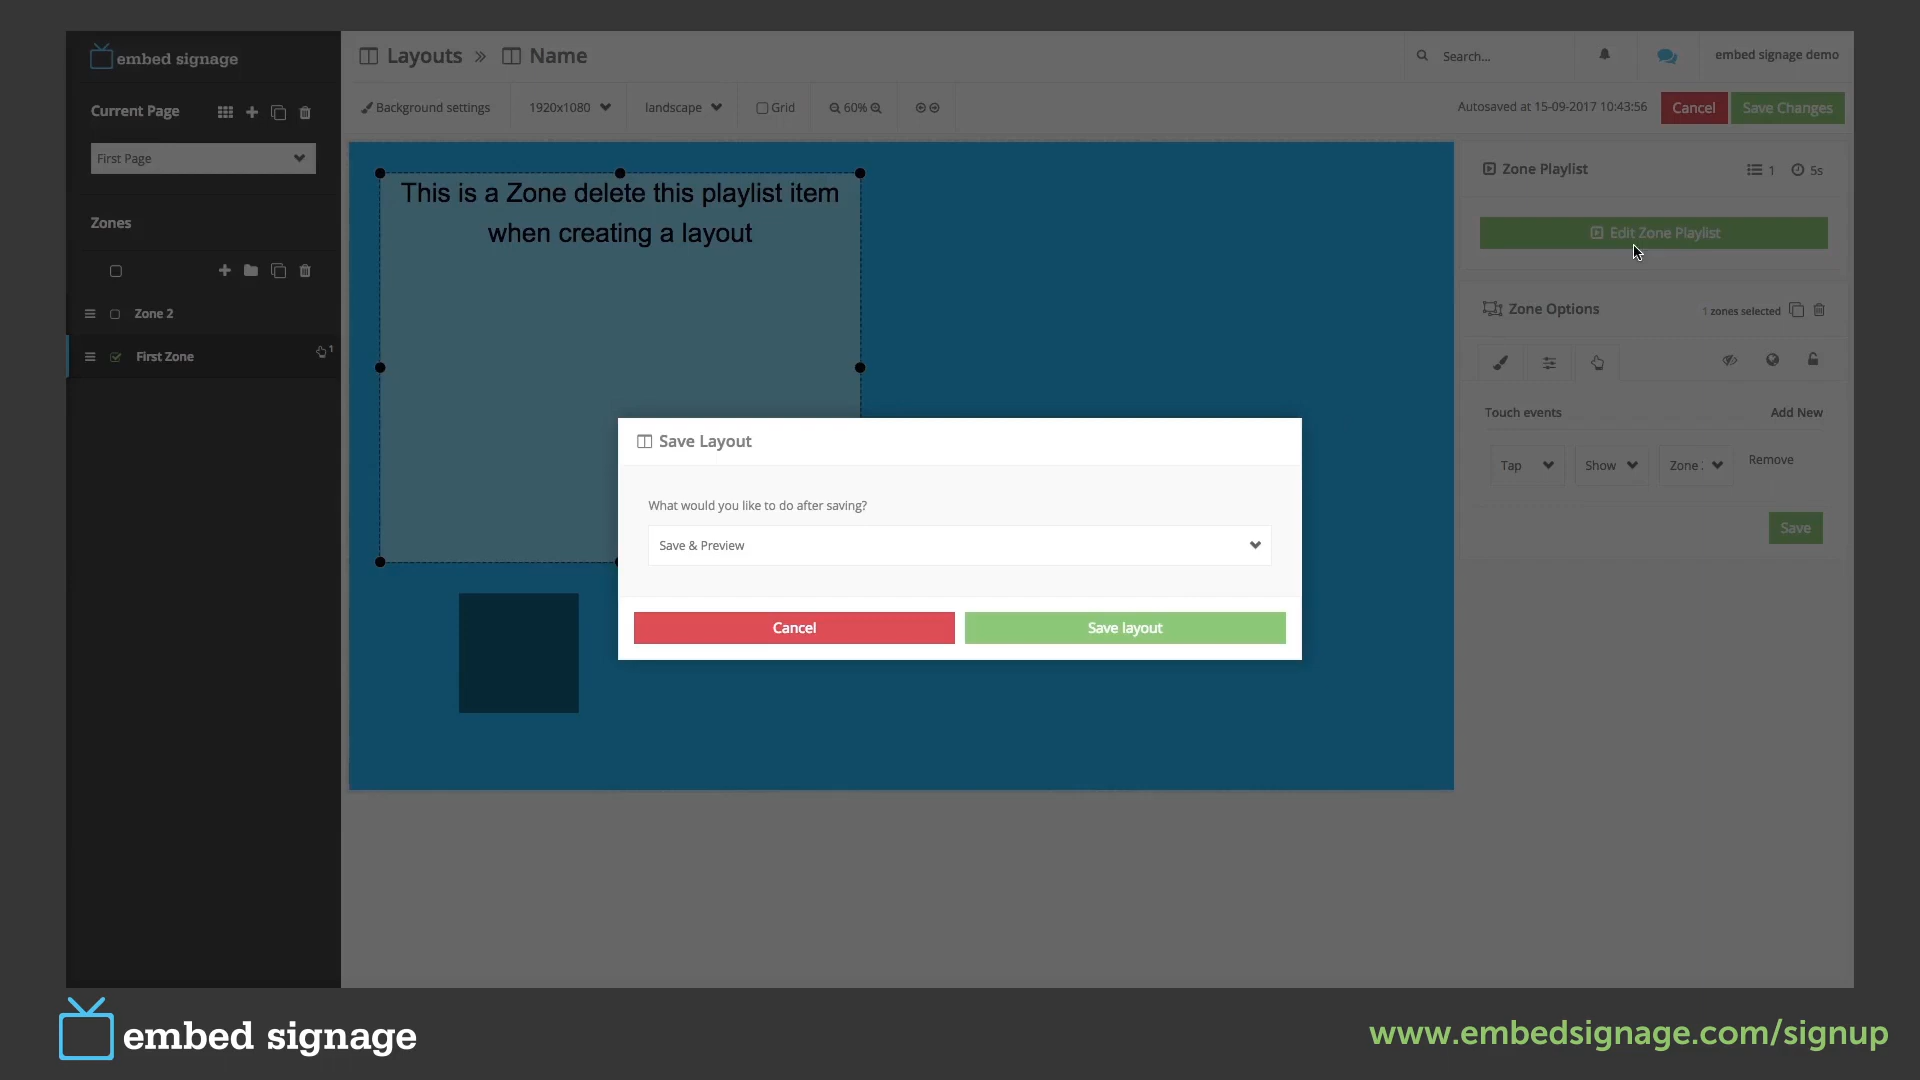 embed signage
Layouts » Name
Search...
embed signage demo
Current Page
Background settings
1920x1080
landscape
Grid
60%
Autosaved at 15-09-2017 10:43:56
Cancel
Save Changes
First Page
Zones
Zone 2
First Zone
1
This is a Zone delete this playlist item
when creating a layout
Zone Playlist
1
5s
Edit Zone Playlist
Zone Options
1 zones selected
Touch events
Add New
Tap
Show
Zone :
Remove
Save
Save Layout
What would you like to do after saving?
Save & Preview
Cancel
Save layout
embed signage
www.embedsignage.com/signup